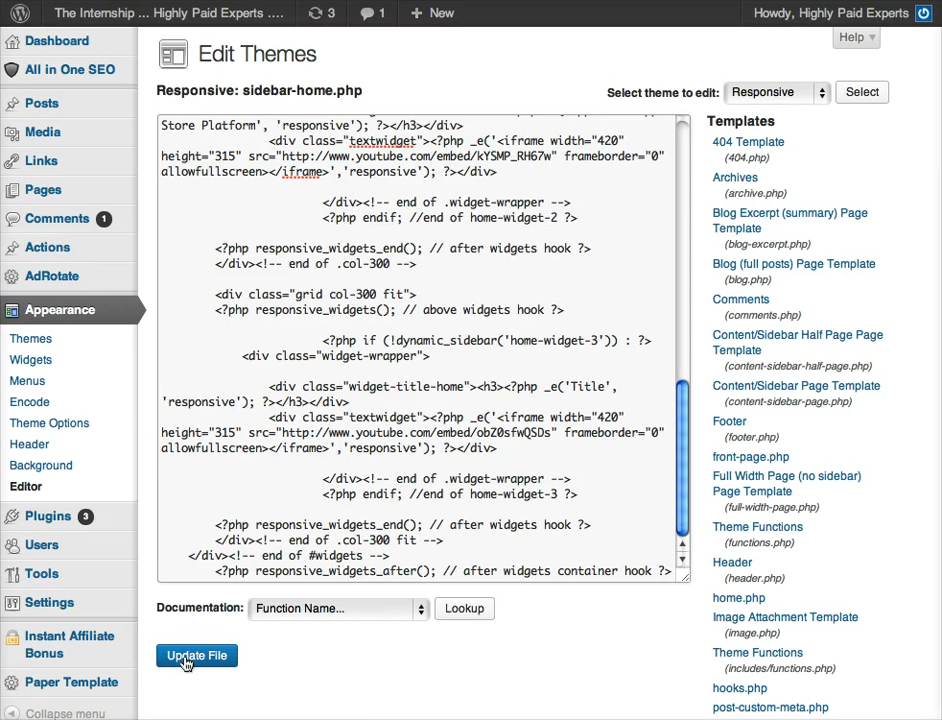 The Internship ... Highly Paid Experts .... 3 1 + New Howdy, Highly Paid Experts
Help
Dashboard
All in One SEO
Posts
Media
Links
Pages
Comments 1
Actions
AdRotate
Appearance
Themes
Widgets
Menus
Encode
Theme Options
Header
Background
Editor
Plugins 3
Users
Tools
Settings
Instant Affiliate
Bonus
Paper Template
Collapse menu
Edit Themes
Responsive: sidebar-home.php
Select theme to edit: Responsive Select
Store Platform', 'responsive'); ?></h3></div>
<div class="textwidget"><?php _e('<iframe width="420"
height="315" src="http://www.youtube.com/embed/kYSMP_RH67w" frameborder="0"
allowfullscreen></iframe>','responsive'); ?></div>
</div><!-- end of .widget-wrapper -->
<?php endif; //end of home-widget-2 ?>
<?php responsive_widgets_end(); // after widgets hook ?>
</div><!-- end of .col-300 -->
<div class="grid col-300 fit">
<?php responsive_widgets(); // above widgets hook ?>
<?php if (!dynamic_sidebar('home-widget-3')) : ?>
<div class="widget-wrapper">
<div class="widget-title-home"><h3><?php _e('Title',
'responsive'); ?></h3></div>
<div class="textwidget"><?php _e('<iframe width="420"
height="315" src="http://www.youtube.com/embed/obZ0sfwQSDs" frameborder="0"
allowfullscreen></iframe>','responsive'); ?></div>
</div><!-- end of .widget-wrapper -->
<?php endif; //end of home-widget-3 ?>
<?php responsive_widgets_end(); // after widgets hook ?>
</div><!-- end of .col-300 fit -->
</div><!-- end of #widgets -->
<?php responsive_widgets_after(); // after widgets container hook ?>
Documentation: Function Name... Lookup
Update File
Templates
404 Template
(404.php)
Archives
(archive.php)
Blog Excerpt (summary) Page
Template
(blog-excerpt.php)
Blog (full posts) Page Template
(blog.php)
Comments
(comments.php)
Content/Sidebar Half Page Page
Template
(content-sidebar-half-page.php)
Content/Sidebar Page Template
(content-sidebar-page.php)
Footer
(footer.php)
front-page.php
Full Width Page (no sidebar)
Page Template
(full-width-page.php)
Theme Functions
(functions.php)
Header
(header.php)
home.php
Image Attachment Template
(image.php)
Theme Functions
(includes/functions.php)
hooks.php
post-custom-meta.php